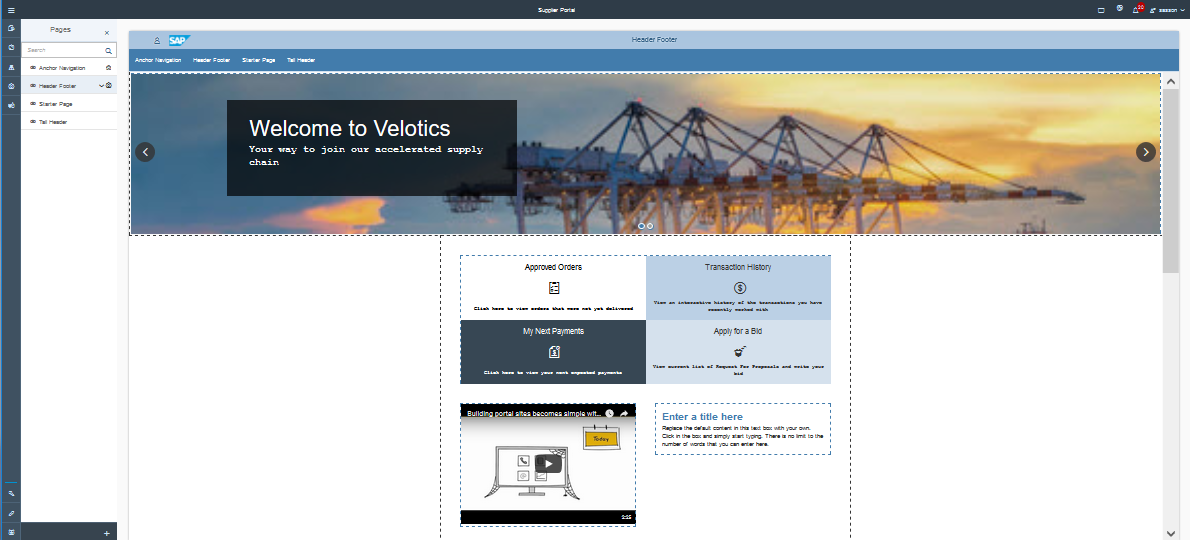 Supplier Portal
20
session
Pages
Search
Anchor Navigation
Header Footer
Starter Page
Tall Header
SAP
Header Footer
Anchor Navigation Header Footer Starter Page Tall Header
Welcome to Velotics
Your way to join our accelerated supply
chain
Approved Orders
Click here to view orders that were not yet delivered
Transaction History
View an interactive history of the transactions you have
recently worked with
My Next Payments
Click here to view your next expected payments
Apply for a Bid
View current list of Request For Proposals and write your
bid
Building portal sites becomes simple wit...
Today
2:25
Enter a title here
Replace the default content in this text box with your own.
Click in the box and simply start typing. There is no limit to the
number of words that you can enter here.